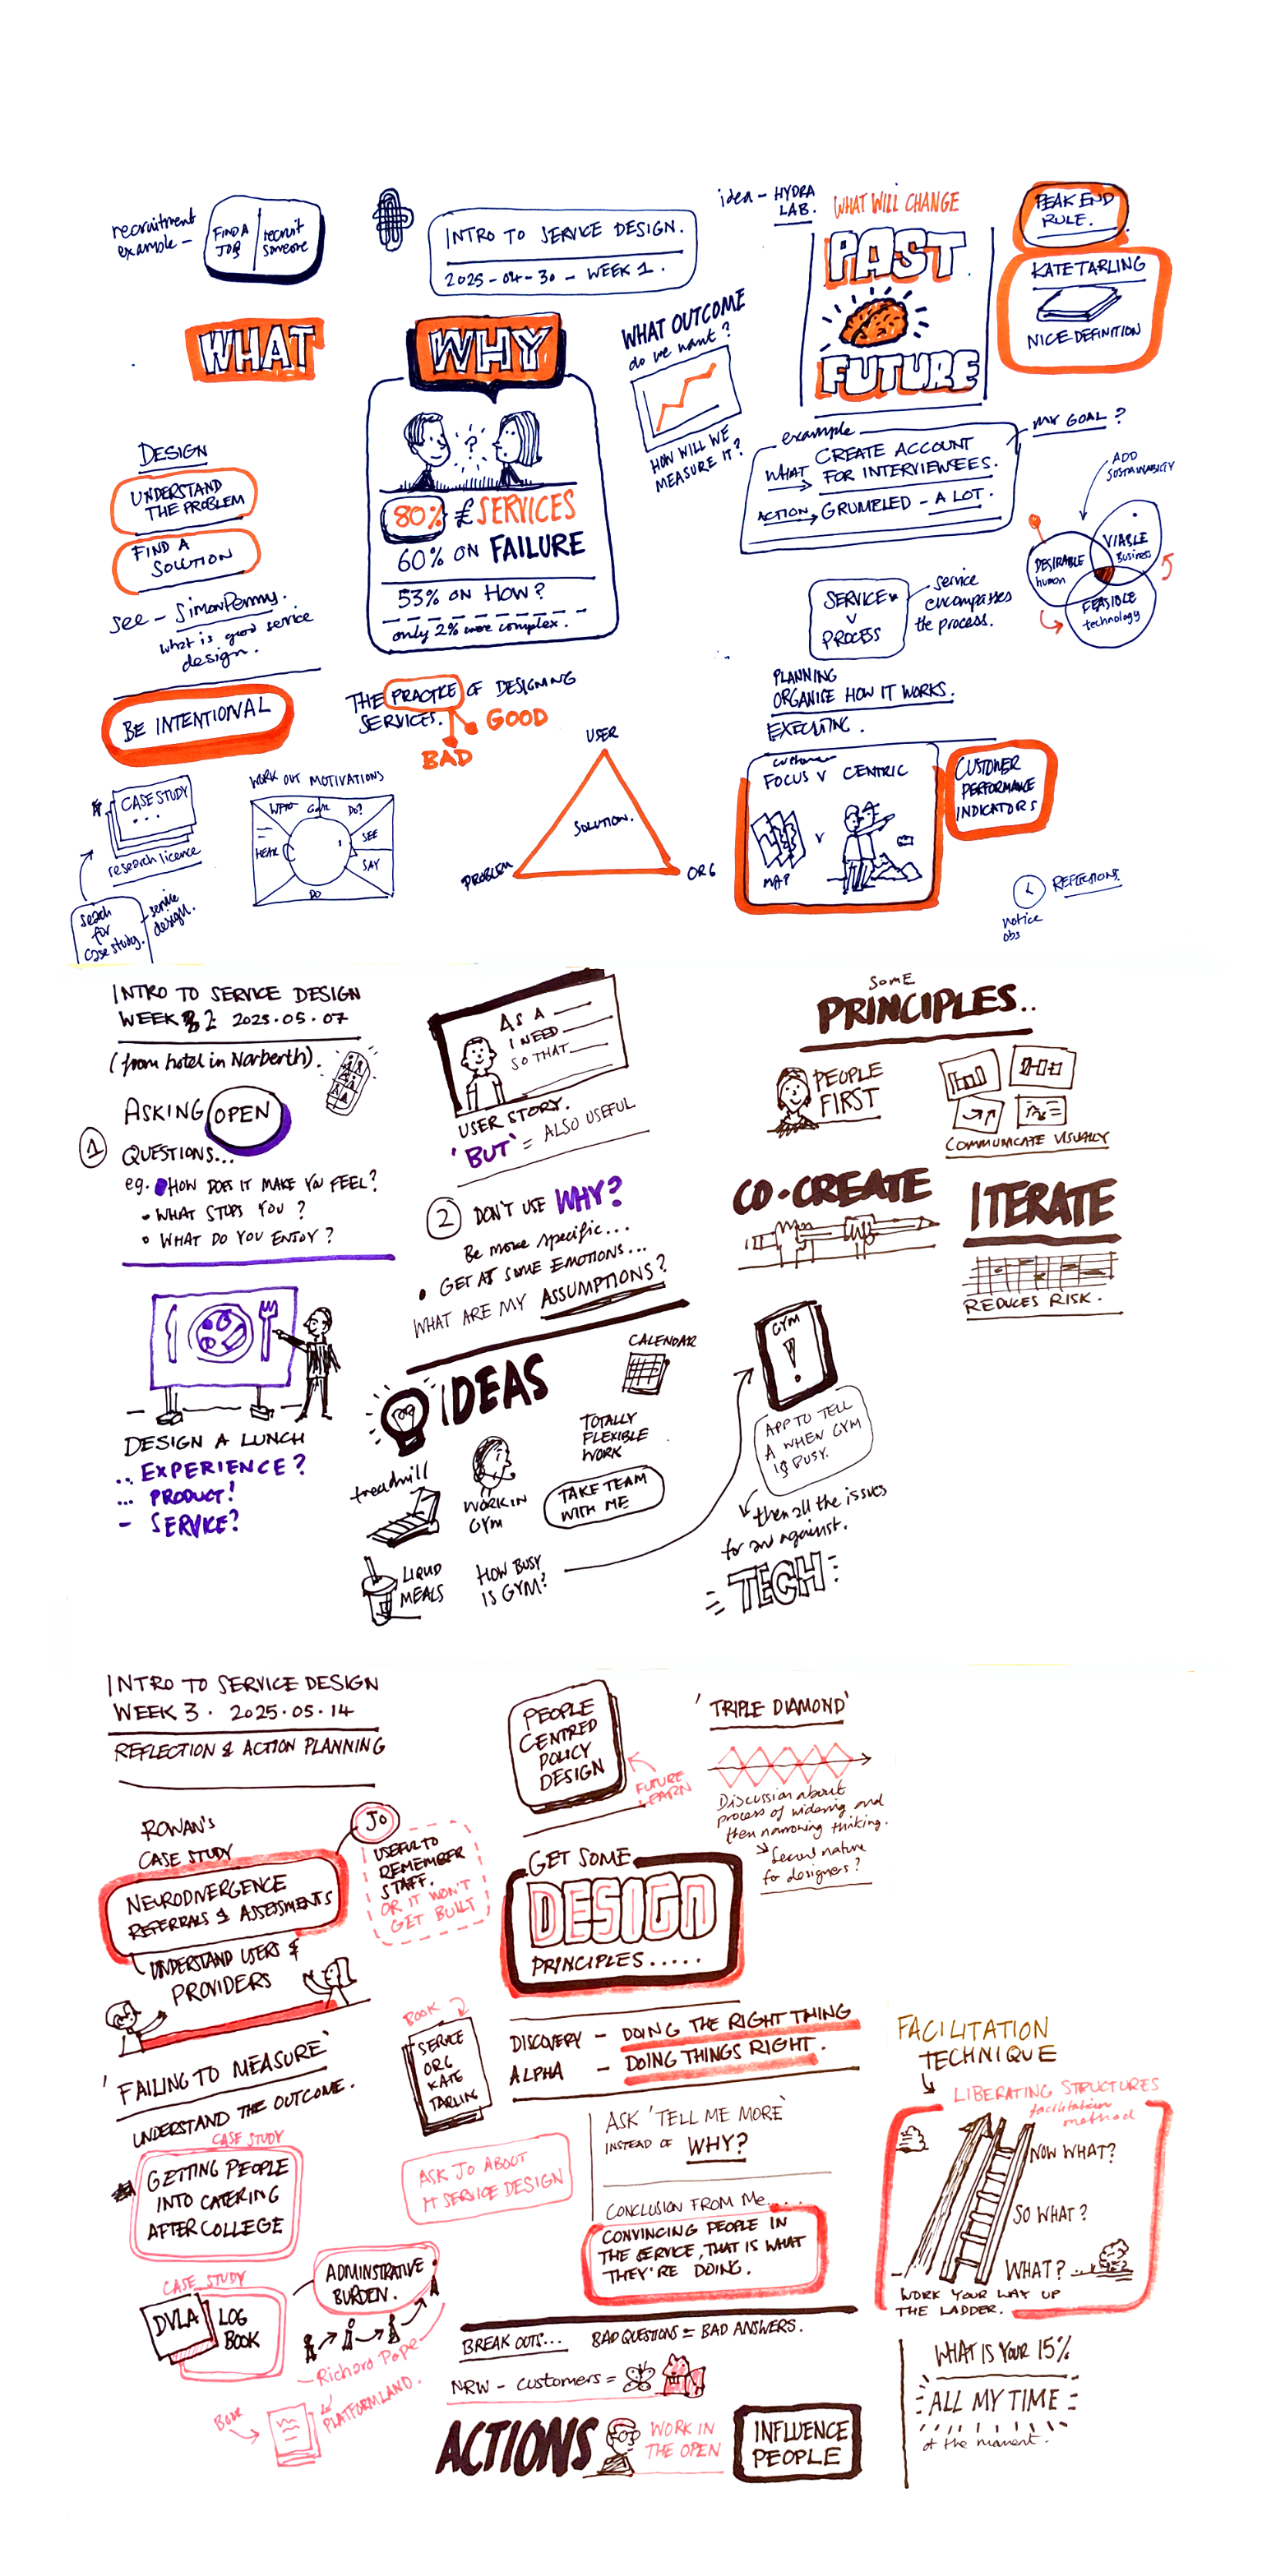 recruitment
example –
FIND A
JOB
recruit
someone
INTRO TO SERVICE DESIGN.
2025-04-30 – WEEK 1.
idea – HYDRA
LAB.
WHAT WILL CHANGE
PAST
FUTURE
PEAK END
RULE.
KATE TARLING
NICE DEFINITION
WHAT
WHY
?
80% £ SERVICES
60% ON FAILURE
53% ON HOW?
only 2% were complex.
WHAT OUTCOME
do we want?
HOW WILL WE
MEASURE IT?
example
WHAT CREATE ACCOUNT
FOR INTERVIEWEES.
ACTION GRUMBLED – A LOT.
MY GOAL?
ADD
SUSTAINABILITY
DESIRABLE
human
VIABLE
Business
FEASIBLE
technology
DESIGN
UNDERSTAND
THE PROBLEM
FIND A
SOLUTION
see – Simon Penny.
what is good service
design.
BE INTENTIONAL
SERVICE
v
PROCESS
service
encompasses
the process.
PLANNING
ORGANISE HOW IT WORKS.
EXECUTING.
THE PRACTICE OF DESIGNING
SERVICES.
GOOD
BAD
USER
SOLUTION.
PROBLEM
ORG
customer
FOCUS V CENTRIC
MAP
v
CUSTOMER
PERFORMANCE
INDICATORS
CASE STUDY
...
research licence
search
for
case study.
service
design.
WORK OUT MOTIVATIONS
WHO
GOAL
DO?
SEE
SAY
DO
HEAR
REFLECTIONS.
notice
obs
INTRO TO SERVICE DESIGN
WEEK 2 2025.05.07
(from hotel in Narberth).
1
ASKING OPEN
QUESTIONS...
eg. HOW DOES IT MAKE YOU FEEL?
• WHAT STOPS YOU?
• WHAT DO YOU ENJOY?
DESIGN A LUNCH
.. EXPERIENCE?
... PRODUCT!
– SERVICE?
AS A
I NEED
SO THAT
USER STORY.
'BUT' = ALSO USEFUL
2 DON'T USE WHY?
Be more specific...
• GET AT SOME EMOTIONS...
WHAT ARE MY ASSUMPTIONS?
IDEAS
CALENDAR
TOTALLY
FLEXIBLE
WORK
treadmill
WORK IN
GYM
TAKE TEAM
WITH ME
LIQUID
MEALS
HOW BUSY
IS GYM?
GYM
!
APP TO TELL
A WHEN GYM
IS BUSY.
then all the issues
for and against.
TECH
SOME
PRINCIPLES..
PEOPLE
FIRST
COMMUNICATE VISUALLY
CO-CREATE
ITERATE
REDUCES RISK.
INTRO TO SERVICE DESIGN
WEEK 3. 2025.05.14
REFLECTION & ACTION PLANNING
ROWAN'S
CASE STUDY
NEURODIVERGENCE
REFERRALS & ASSESSMENTS
UNDERSTAND USERS &
PROVIDERS
JO
USEFUL TO
REMEMBER
STAFF.
OR IT WON'T
GET BUILT
'FAILING TO MEASURE'
UNDERSTAND THE OUTCOME.
CASE STUDY
GETTING PEOPLE
INTO CATERING
AFTER COLLEGE
CASE STUDY
DVLA
LOG
BOOK
ADMINSTRATIVE
BURDEN.
– Richard Pope
PLATFORMLAND.
Book
PEOPLE
CENTRED
POLICY
DESIGN
FUTURE
LEARN
'TRIPLE DIAMOND'
Discussion about
process of widening and
then narrowing thinking.
Second nature
for designers?
GET SOME
DESIGN
PRINCIPLES.....
BOOK
SERVICE
ORG
KATE
TARLING
DISCOVERY – DOING THE RIGHT THING
ALPHA – DOING THINGS RIGHT.
ASK 'TELL ME MORE'
INSTEAD OF WHY?
ASK JO ABOUT
IT SERVICE DESIGN
CONCLUSION FROM ME....
CONVINCING PEOPLE IN
THE SERVICE, THAT IS WHAT
THEY'RE DOING.
BREAK OUTS... BAD QUESTIONS = BAD ANSWERS.
NRW – customers =
ACTIONS
WORK IN
THE OPEN
INFLUENCE
PEOPLE
FACILITATION
TECHNIQUE
LIBERATING STRUCTURES
facilitation
method
NOW WHAT?
SO WHAT?
WHAT?
WORK YOUR WAY UP
THE LADDER.
WHAT IS YOUR 15%
ALL MY TIME
at the moment.